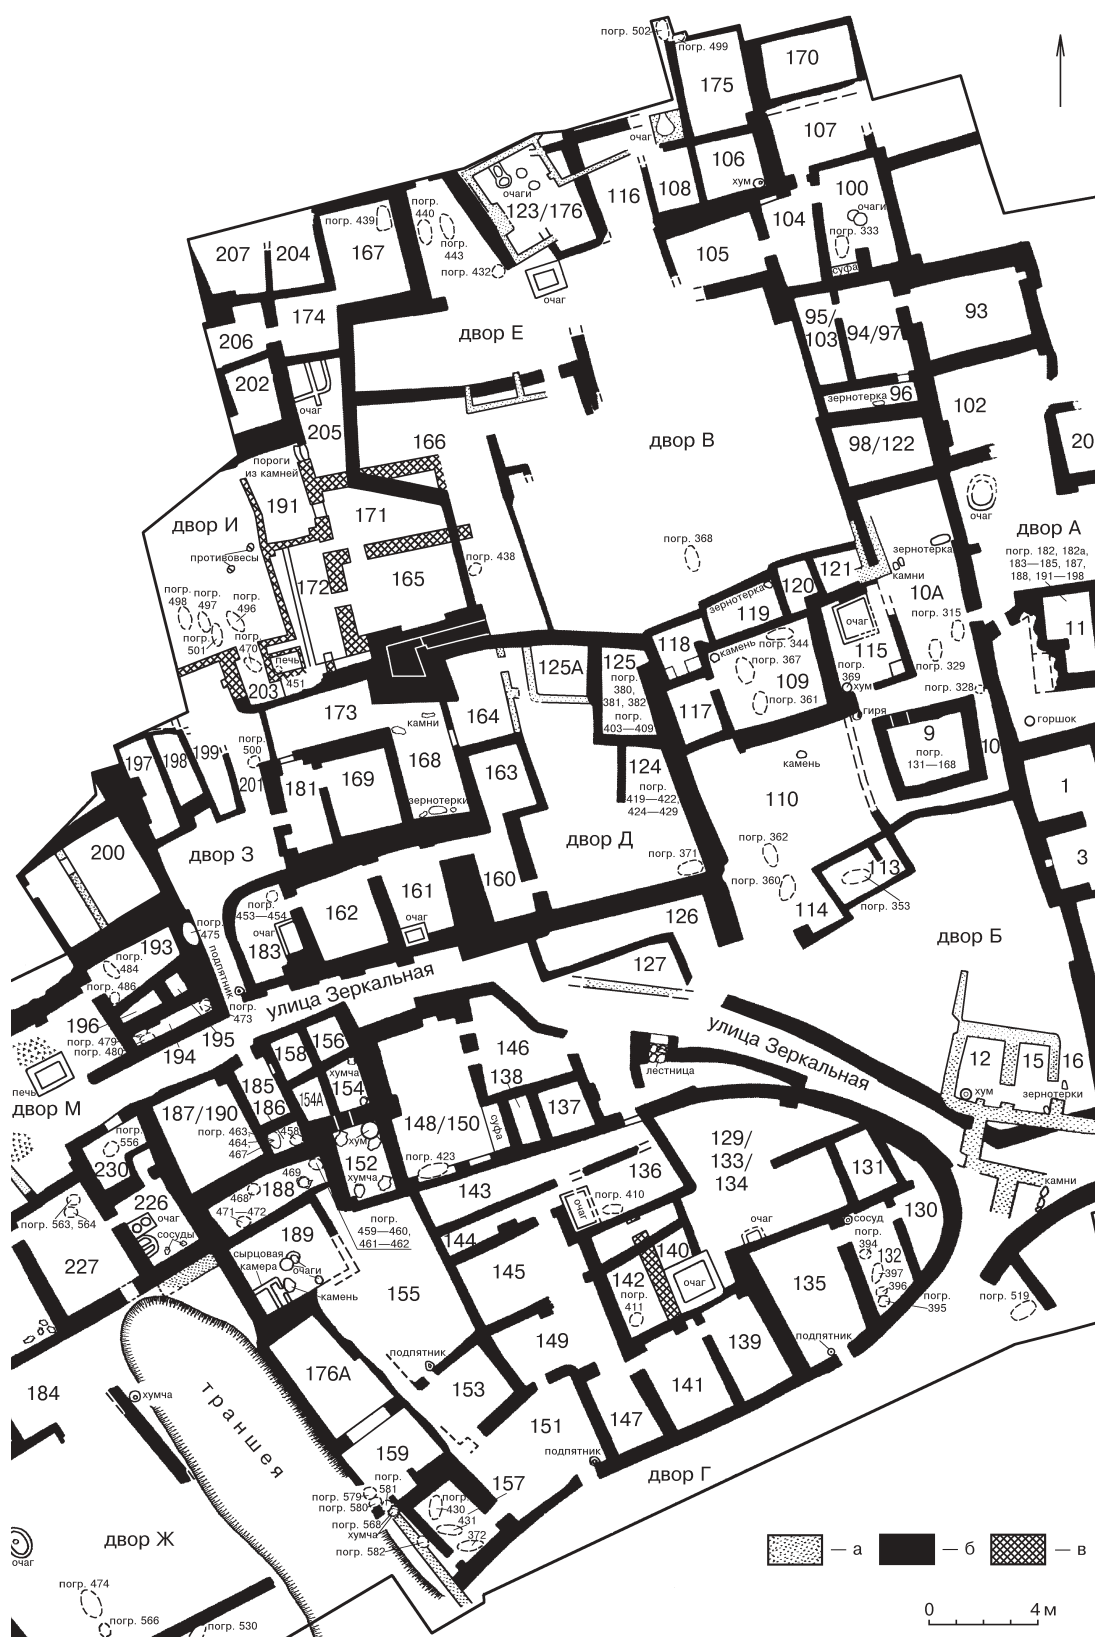 погр. 502
погр. 499
170
175
107
очаг
106
хум
100
очаги
погр. 333
суфа
104
108
116
105
очаги
123/176
очаг
погр.
440
погр.
443
погр. 432
погр. 439
167
207
204
174
206
202
очаг
205
двор Е
95/
103
94/97
93
зернотерка
96
102
20
98/122
двор В
166
пороги
из камней
191
двор И
противовесы
171
172
165
погр. 438
погр. 368
очаг
двор А
погр. 182, 182а,
183—185, 187,
188, 191—198
зернотерка
камни
10А
погр. 315
погр. 329
погр. 328
11
горшок
погр.
498
погр.
497
погр.
496
501
погр.
470
печь
451
203
121
120
зернотерка
119
118
камень
погр. 344
погр. 367
109
погр. 361
очаг
115
погр.
369
хум
гиря
117
125А
125
погр.
380,
381, 382
погр.
403—409
9
погр.
131—168
10
1
3
173
камни
164
168
163
зернотерки
169
181
197
198
199
погр.
500
201
124
погр.
419—422,
424—429
камень
110
двор Д
погр. 371
погр. 362
погр. 360
113
погр. 353
114
двор З
200
162
161
очаг
160
погр.
453—454
очаг
183
погр.
475
подпятник
193
погр.
484
погр. 486
196
погр. 479
погр. 480
погр.
473
195
194
печь
двор М
126
127
двор Б
улица Зеркальная
улица Зеркальная
12
15
16
хум
зернотерки
камни
лестница
146
138
137
суфа
148/150
погр. 423
158
156
хумча
154
154А
185
186
187/190
погр. 463,
464,
467
458
хум
152
хумча
469
188
468
471—472
погр.
556
230
226
очаг
сосуды
погр. 563, 564
227
189
сырцовая
камера
очаги
камень
погр.
459—460,
461—462
143
144
145
155
136
погр. 410
очаг
129/
133/
134
131
130
сосуд
погр.
394
132
397
396
погр.
395
погр. 519
очаг
140
142
погр.
411
очаг
135
подпятник
139
149
141
147
153
подпятник
151
подпятник
двор Г
176А
траншея
184
хумча
159
погр.
581
погр. 579
погр. 580
погр. 568
хумча
погр. 582
погр.
430
431
372
157
двор Ж
очаг
погр. 474
погр. 566
погр. 530
— а
— б
— в
0
4 м